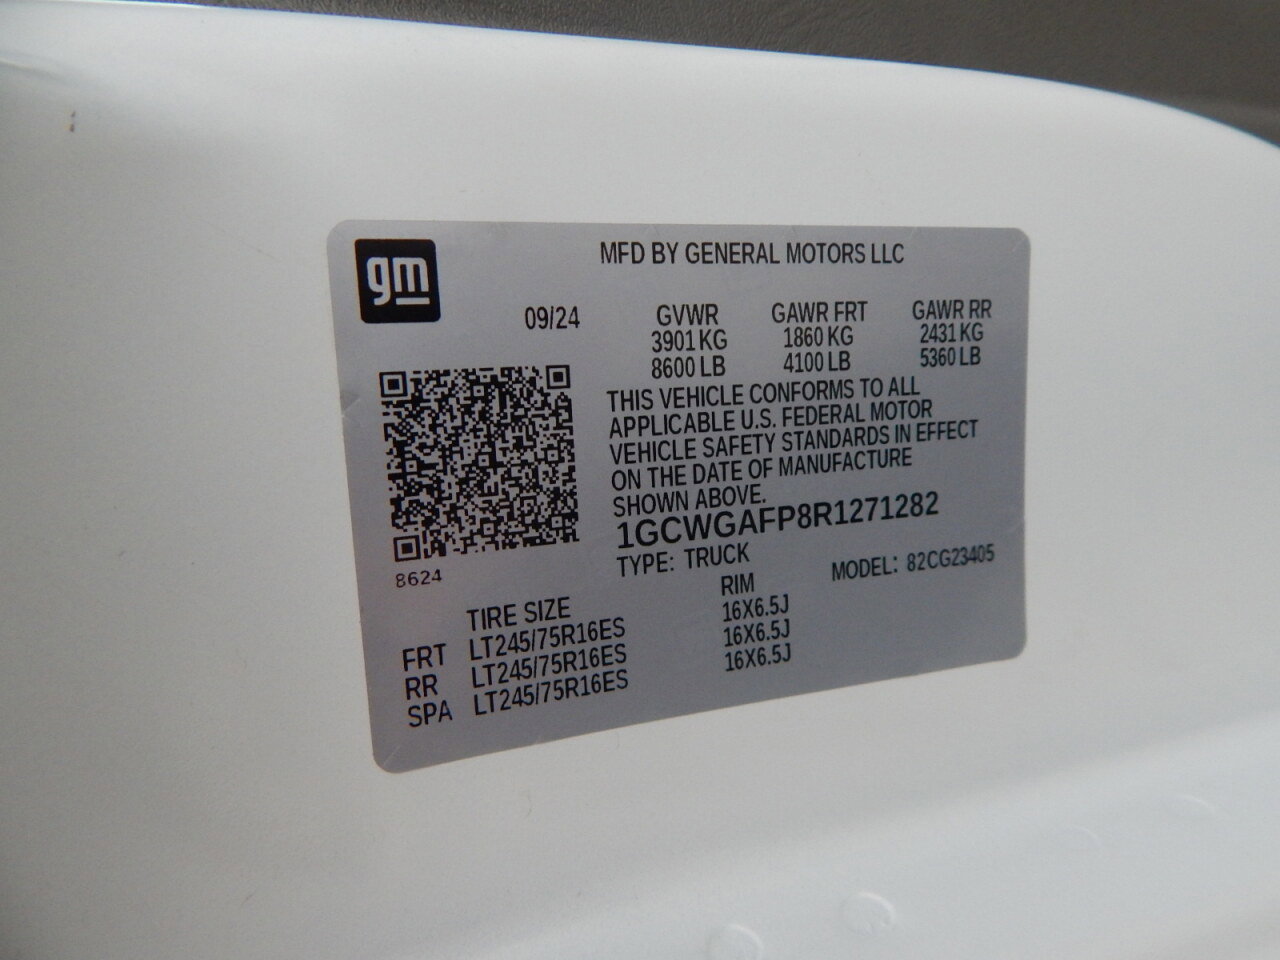 gm
MFD BY GENERAL MOTORS LLC
09/24 GVWR GAWR FRT GAWR RR
3901 KG 1860 KG 2431 KG
8600 LB 4100 LB 5360 LB
THIS VEHICLE CONFORMS TO ALL
APPLICABLE U.S. FEDERAL MOTOR
VEHICLE SAFETY STANDARDS IN EFFECT
ON THE DATE OF MANUFACTURE
SHOWN ABOVE.
1GCWGAFP8R1271282
TYPE: TRUCK MODEL: 82CG23405
8624
TIRE SIZE RIM
FRT LT245/75R16ES 16X6.5J
RR LT245/75R16ES 16X6.5J
SPA LT245/75R16ES 16X6.5J